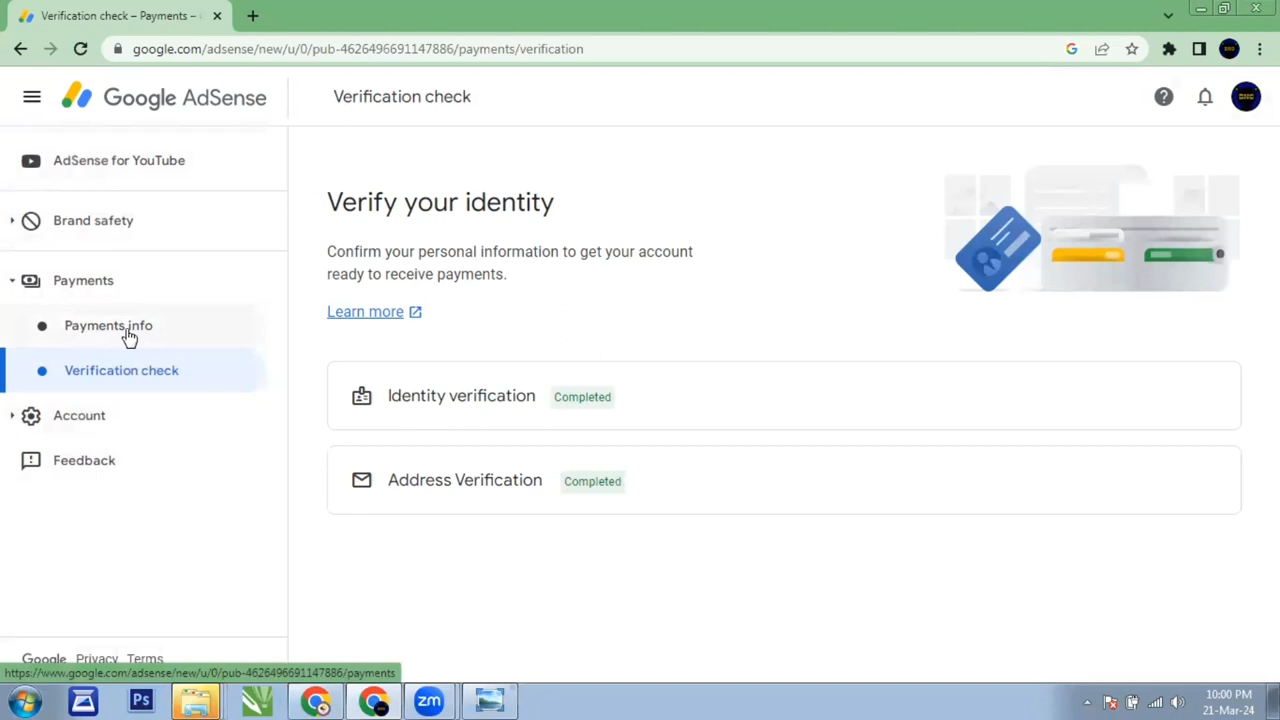 Verification check – Payments –
google.com/adsense/new/u/0/pub-4626496691147886/payments/verification
Google AdSense
Verification check
AdSense for YouTube
Brand safety
Payments
Payments info
Verification check
Account
Feedback
Verify your identity
Confirm your personal information to get your account
ready to receive payments.
Learn more
Identity verification Completed
Address Verification Completed
Google Privacy Terms
https://www.google.com/adsense/new/u/0/pub-4626496691147886/payments
Ps
zm
10:00 PM
21-Mar-24